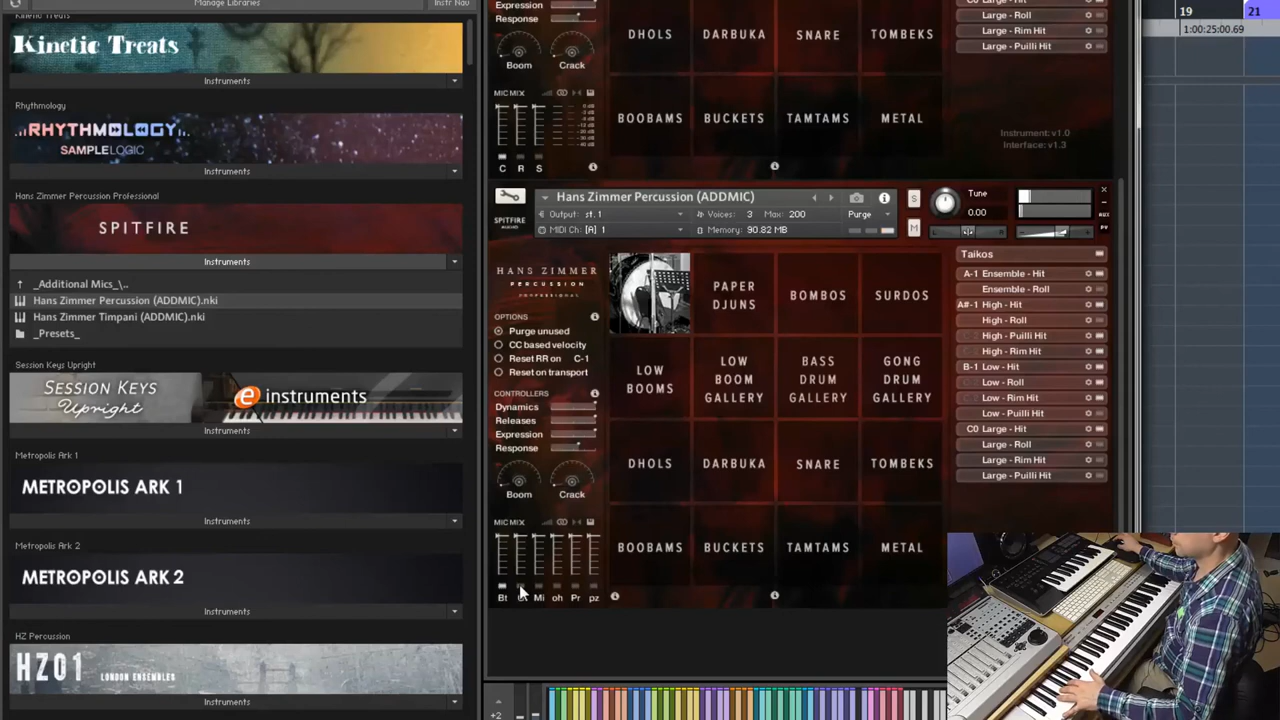 Manage Libraries
Instr Nav
Kinetic Treats
Kinetic Treats
Instruments
Rhythmology
...RHYTHMOLOGY...
SAMPLELOGIC
Instruments
Hans Zimmer Percussion Professional
SPITFIRE
Instruments
_Additional Mics_\..
Hans Zimmer Percussion (ADDMIC).nki
Hans Zimmer Timpani (ADDMIC).nki
_Presets_
Session Keys Upright
SESSION KEYS
Upright
e instruments
Instruments
Metropolis Ark 1
METROPOLIS ARK 1
Instruments
Metropolis Ark 2
METROPOLIS ARK 2
Instruments
HZ Percussion
HZ01 LONDON ENSEMBLES
Instruments
Expression
Response
Boom
Crack
MIC MIX
C R S
DHOLS
DARBUKA
SNARE
TOMBEKS
BOOBAMS
BUCKETS
TAMTAMS
METAL
Large - Roll
Large - Rim Hit
Large - Puilli Hit
Instrument: v1.0
Interface: v1.3
19
21
1:00:25:00.69
SPITFIRE
AUDIO
Hans Zimmer Percussion (ADDMIC)
Output: st.1
Voices: 3 Max: 200
Purge
MIDI Ch: [A] 1
Memory: 90.82 MB
S
M
Tune
0.00
AUX
PV
HANS ZIMMER
PERCUSSION
PROFESSIONAL
OPTIONS
Purge unused
CC based velocity
Reset RR on C-1
Reset on transport
CONTROLLERS
Dynamics
Releases
Expression
Response
Boom
Crack
MIC MIX
Bt
Mi oh Pr pz
PAPER
DJUNS
BOMBOS
SURDOS
LOW
BOOMS
LOW
BOOM
GALLERY
BASS
DRUM
GALLERY
GONG
DRUM
GALLERY
DHOLS
DARBUKA
SNARE
TOMBEKS
BOOBAMS
BUCKETS
TAMTAMS
METAL
Taikos
A-1 Ensemble - Hit
Ensemble - Roll
A#-1 High - Hit
High - Roll
High - Puilli Hit
High - Rim Hit
B-1 Low - Hit
Low - Roll
Low - Rim Hit
Low - Puilli Hit
C0 Large - Hit
Large - Roll
Large - Rim Hit
Large - Puilli Hit
+2